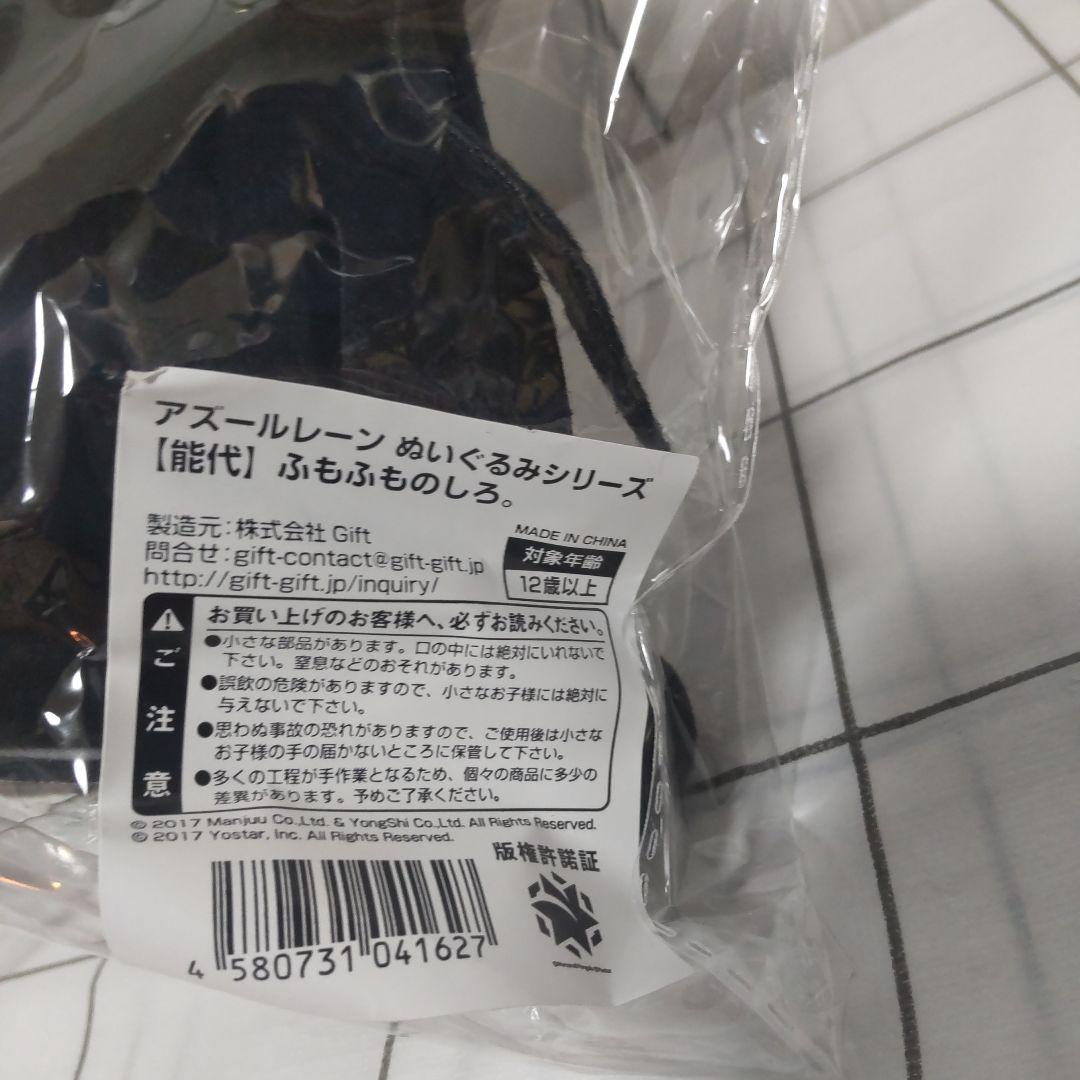 アズールレーン ぬいぐるみシリーズ
【能代】ふもふものしろ。
製造元:株式会社 Gift
問合せ:gift-contact@gift-gift.jp
http://gift-gift.jp/inquiry/
MADE IN CHINA
対象年齢
12歳以上
ご注意
お買い上げのお客様へ、必ずお読みください。
●小さな部品があります。口の中には絶対にいれないで
下さい。窒息などのおそれがあります。
●誤飲の危険がありますので、小さなお子様には絶対に
与えないで下さい。
●思わぬ事故の恐れがありますので、ご使用後は小さな
お子様の手の届かないところに保管して下さい。
●多くの工程が手作業となるため、個々の商品に多少の
差異があります。予めご了承ください。
© 2017 Manjuu Co.,Ltd. & YongShi Co.,Ltd. All Rights Reserved.
© 2017 Yostar, Inc. All Rights Reserved.
版権許諾証
4 580731 041627